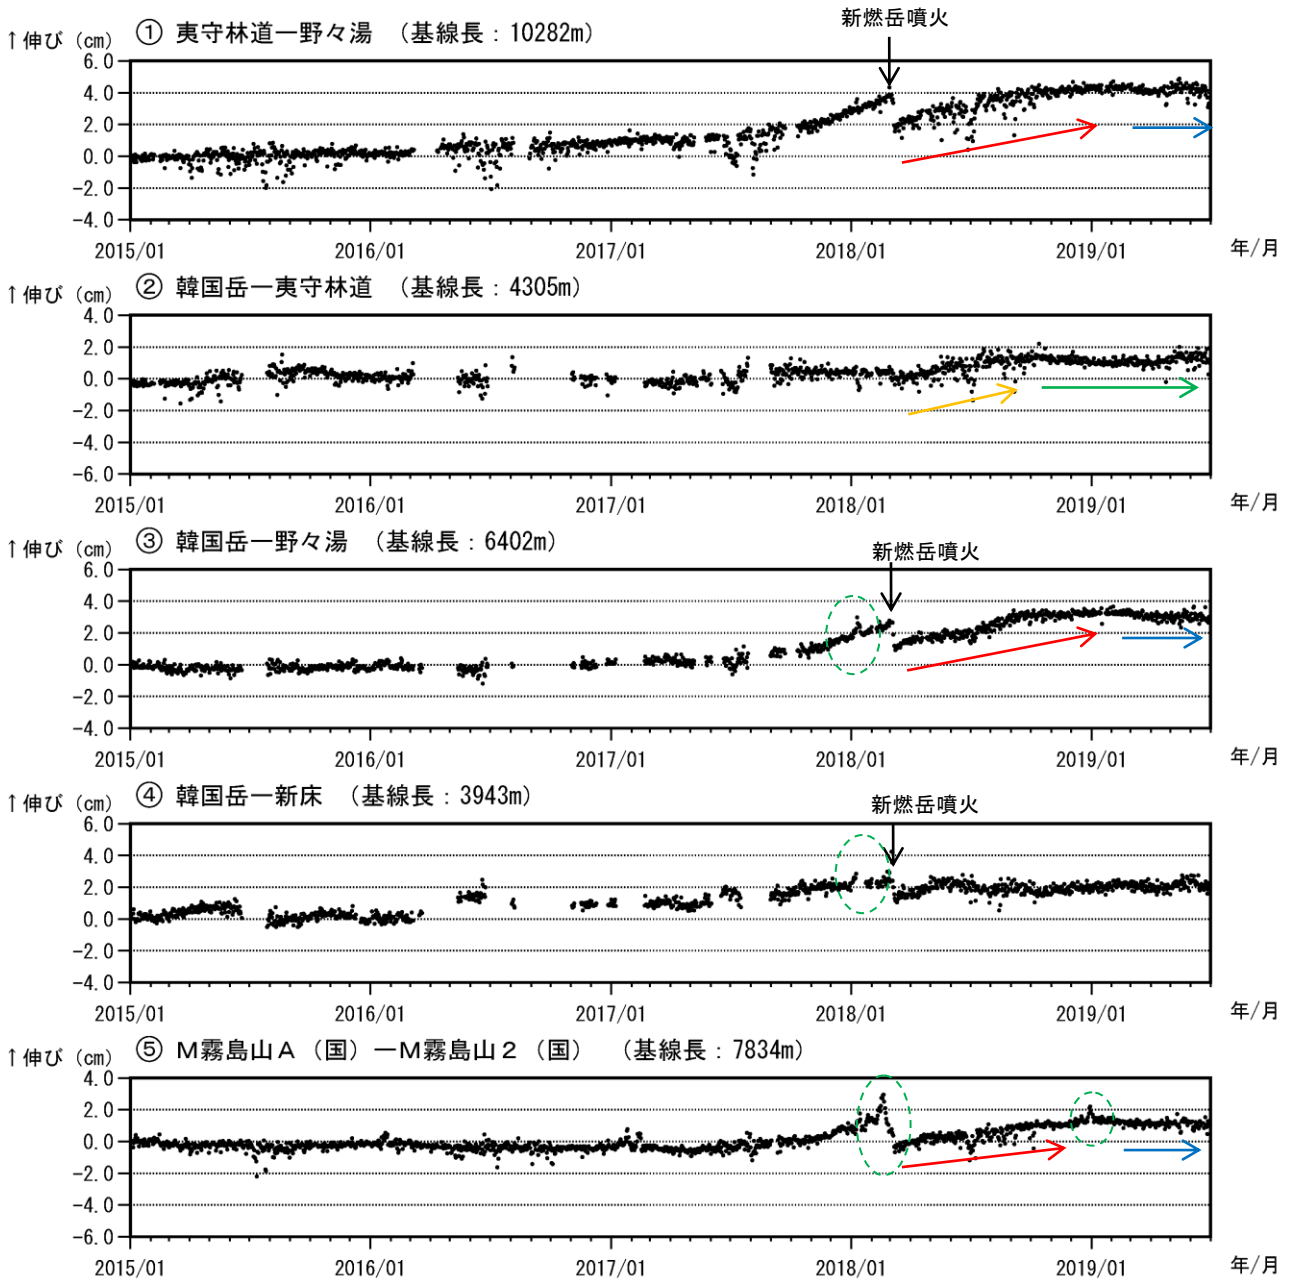 新燃岳噴火
↑伸び（cm） ① 夷守林道ー野々湯 （基線長：10282m）
6.0
4.0
2.0
0.0
-2.0
-4.0
2015/01 2016/01 2017/01 2018/01 2019/01 年/月
↑伸び（cm） ② 韓国岳ー夷守林道 （基線長：4305m）
4.0
2.0
0.0
-2.0
-4.0
-6.0
2015/01 2016/01 2017/01 2018/01 2019/01 年/月
↑伸び（cm） ③ 韓国岳ー野々湯 （基線長：6402m）
新燃岳噴火
6.0
4.0
2.0
0.0
-2.0
-4.0
2015/01 2016/01 2017/01 2018/01 2019/01 年/月
↑伸び（cm） ④ 韓国岳ー新床 （基線長：3943m）
新燃岳噴火
6.0
4.0
2.0
0.0
-2.0
-4.0
2015/01 2016/01 2017/01 2018/01 2019/01 年/月
↑伸び（cm） ⑤ Ｍ霧島山Ａ（国）ーＭ霧島山２（国） （基線長：7834m）
4.0
2.0
0.0
-2.0
-4.0
-6.0
2015/01 2016/01 2017/01 2018/01 2019/01 年/月